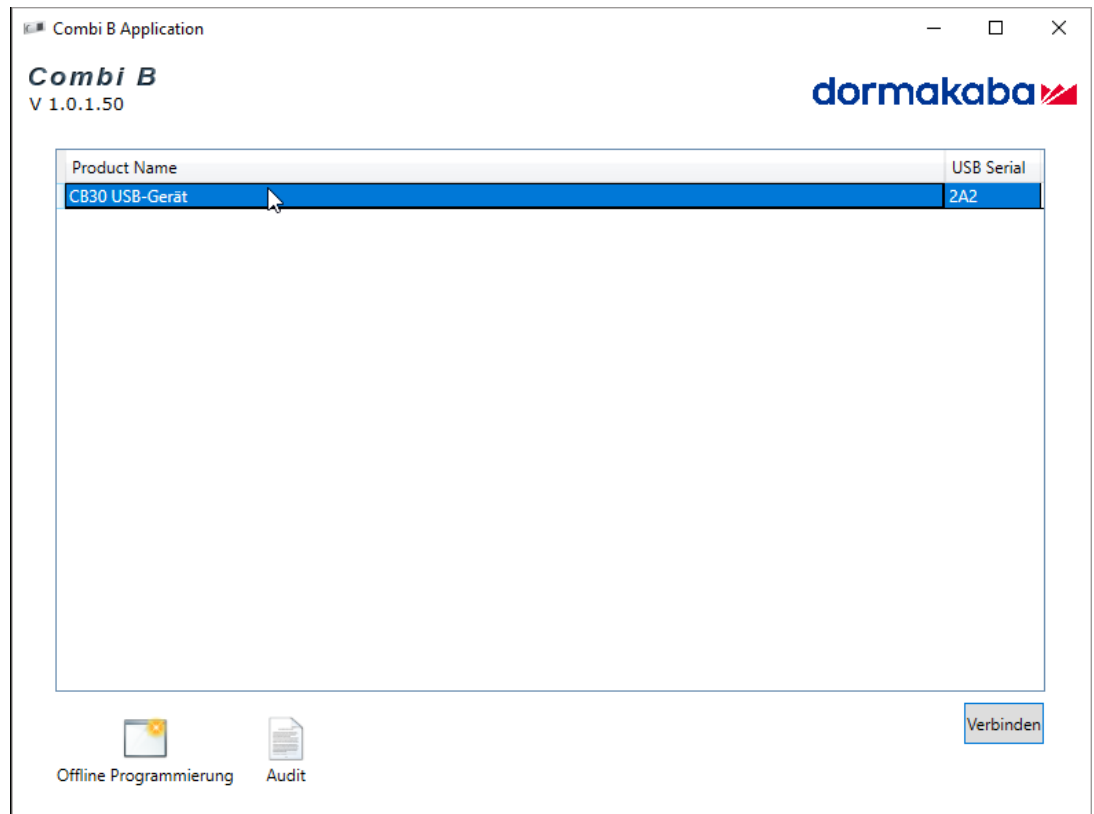 Combi B Application
Combi B
V 1.0.1.50
dormakaba
Product Name USB Serial
CB30 USB-Gerät 2A2
Verbinden
Offline Programmierung Audit